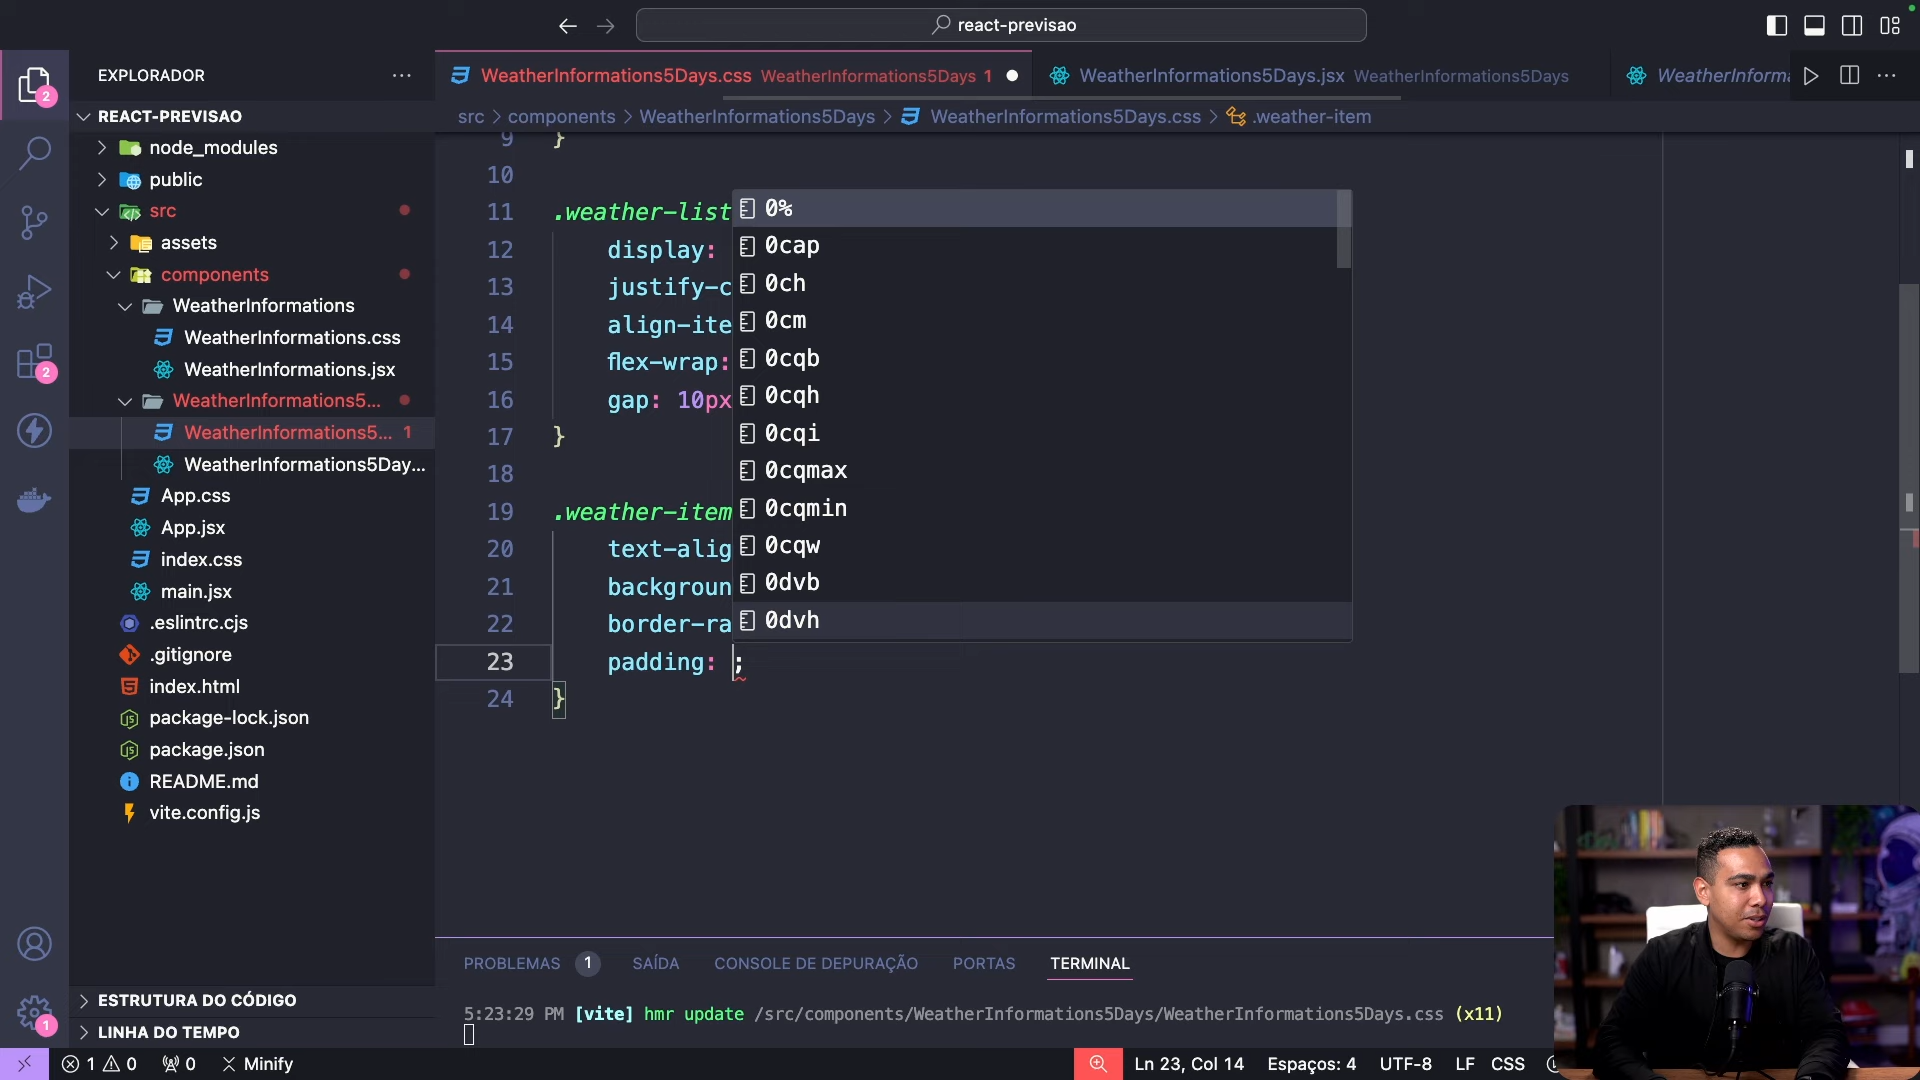 react-previsao
EXPLORADOR
REACT-PREVISAO
node_modules
public
src
assets
components
WeatherInformations
WeatherInformations.css
WeatherInformations.jsx
WeatherInformations5...
WeatherInformations5... 1
WeatherInformations5Day...
App.css
App.jsx
index.css
main.jsx
.eslintrc.cjs
.gitignore
index.html
package-lock.json
package.json
README.md
vite.config.js
ESTRUTURA DO CÓDIGO
LINHA DO TEMPO
2
2
1
WeatherInformations5Days.css WeatherInformations5Days 1
WeatherInformations5Days.jsx WeatherInformations5Days
WeatherInforma
src > components > WeatherInformations5Days > WeatherInformations5Days.css > .weather-item
9 }
10
11 .weather-list
12 display:
13 justify-c
14 align-ite
15 flex-wrap:
16 gap: 10px
17 }
18
19 .weather-item
20 text-alig
21 backgroun
22 border-ra
23 padding: ;
24 }
0%
0cap
0ch
0cm
0cqb
0cqh
0cqi
0cqmax
0cqmin
0cqw
0dvb
0dvh
PROBLEMAS 1 SAÍDA CONSOLE DE DEPURAÇÃO PORTAS TERMINAL
5:23:29 PM [vite] hmr update /src/components/WeatherInformations5Days/WeatherInformations5Days.css (x11)
1 0 0 Minify
Ln 23, Col 14 Espaços: 4 UTF-8 LF CSS